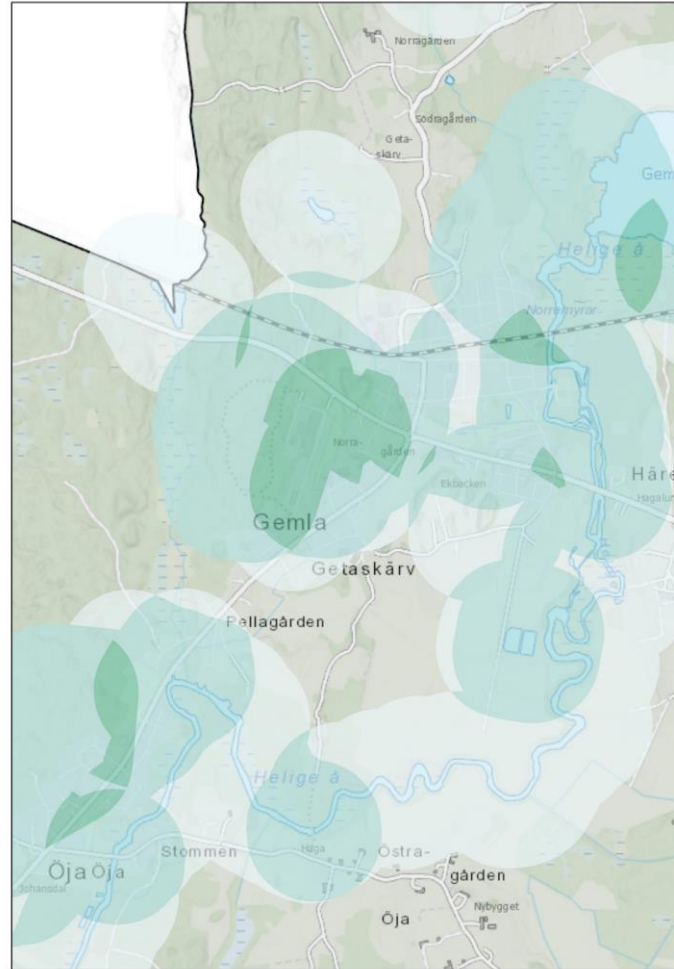 Norragården
Södragården
Geta-
skärv
Gem
Helige å
Norremyrar
Norra-
gården
Ekbacken
Häre
Hagalun
Gemla
Getaskärv
Pellagården
Helige å
Stommen
Haga
Östra-
gården
Öja Öja
Johansdal
Nybygget
Öja